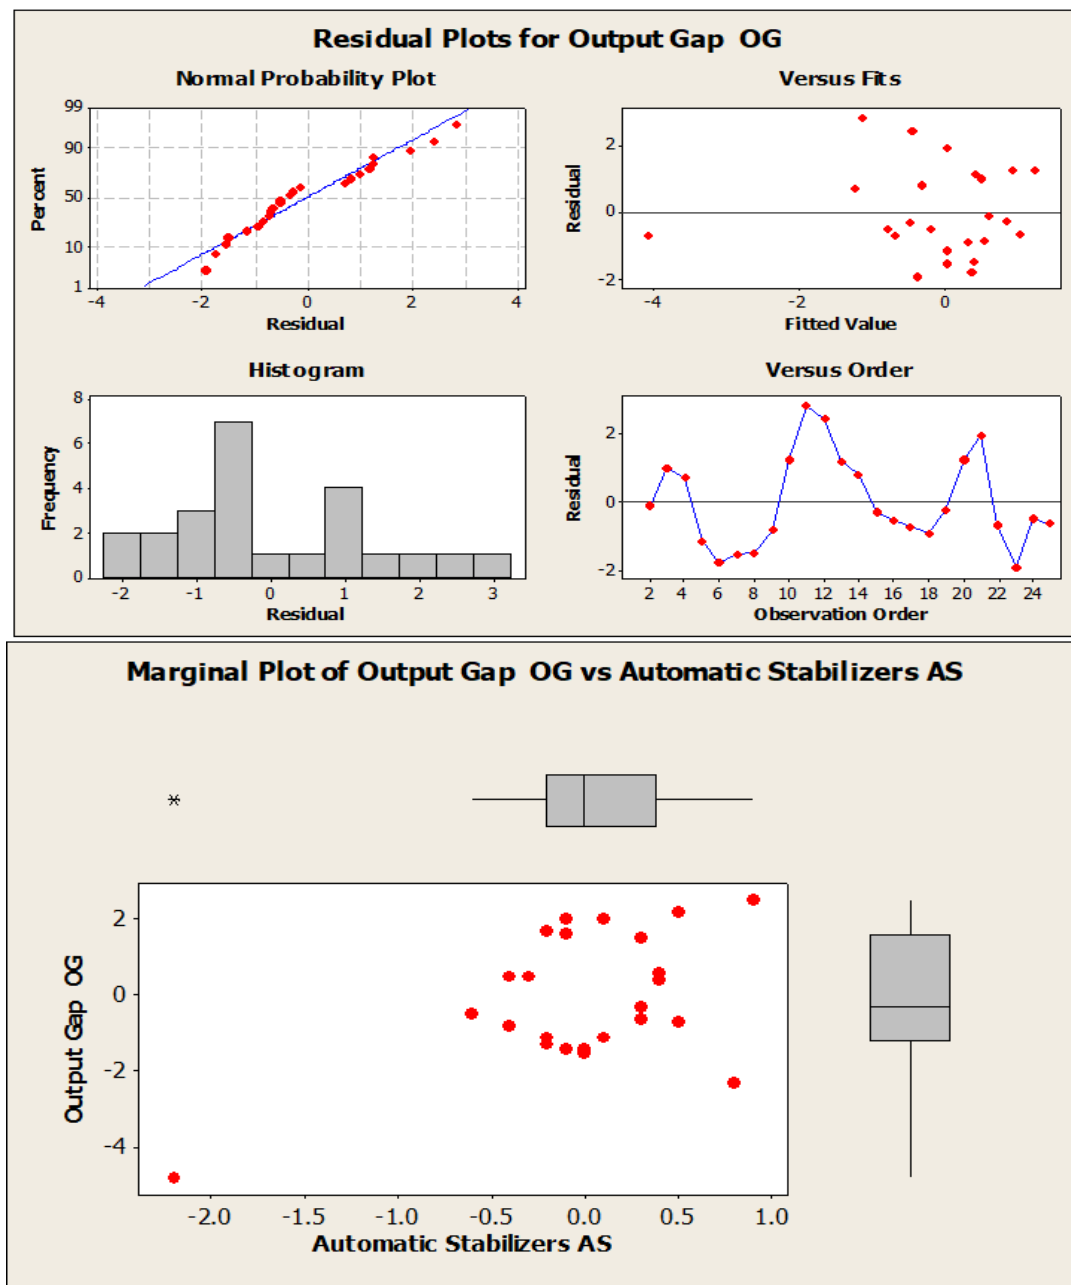 Residual Plots for Output Gap OG
Normal Probability Plot
Versus Fits
99
90
50
10
1
Percent
-4
-2
0
2
4
Residual
2
0
-2
Residual
-4
-2
0
Fitted Value
Histogram
Versus Order
8
6
4
2
0
Frequency
-2
-1
0
1
2
3
Residual
2
0
-2
Residual
2 4 6 8 10 12 14 16 18 20 22 24
Observation Order
Marginal Plot of Output Gap OG vs Automatic Stabilizers AS
2
0
-2
-4
Output Gap OG
-2.0
-1.5
-1.0
-0.5
0.0
0.5
1.0
Automatic Stabilizers AS